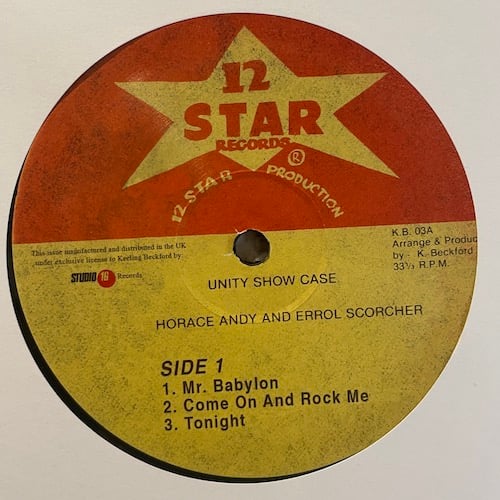 12
STAR
RECORDS
®
12 STAR PRODUCTION
K.B. 03A
Arrange & Produc
by - K. Beckford
33⅓ R.P.M.
This issue manufactured and distributed in the UK
under exclusive license to Keeling Beckford by:
STUDIO 16 Records
UNITY SHOW CASE
HORACE ANDY AND ERROL SCORCHER
SIDE 1
1. Mr. Babylon
2. Come On And Rock Me
3. Tonight